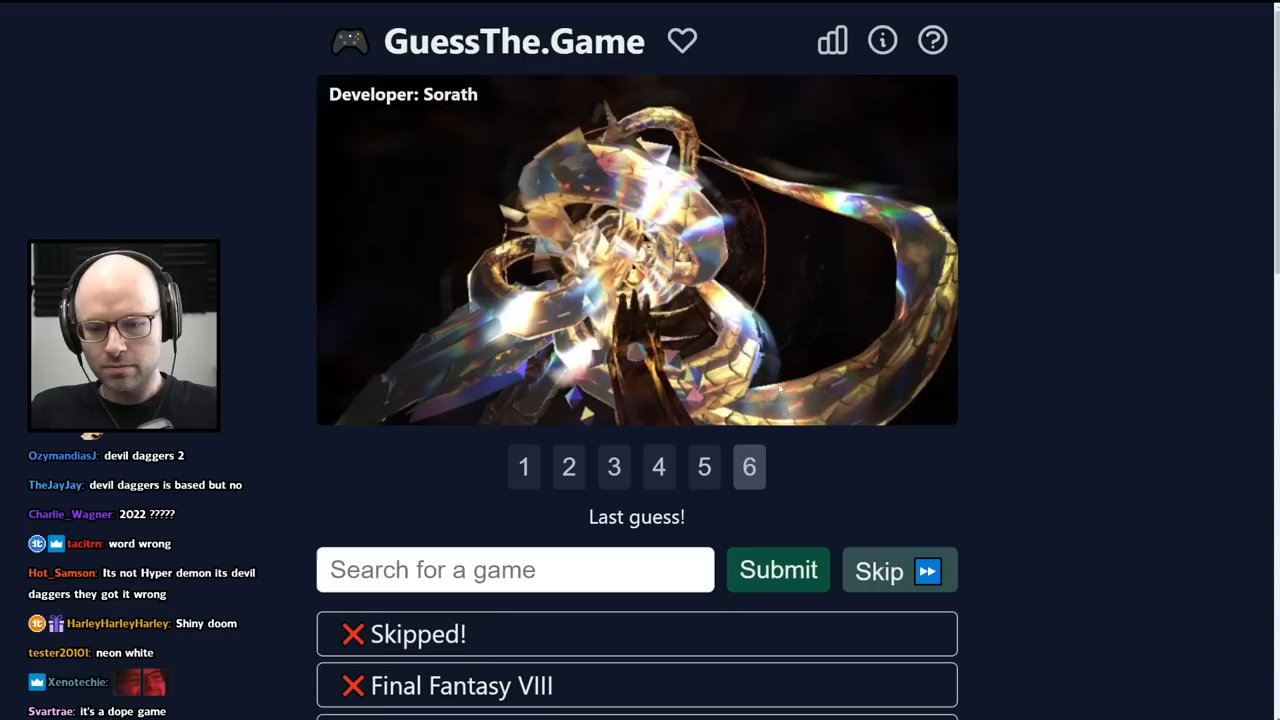 GuessThe.Game
Developer: Sorath
1 2 3 4 5 6
Last guess!
Search for a game
Submit
Skip
❌ Skipped!
❌ Final Fantasy VIII
OzymandiasJ: devil daggers 2
TheJayJay: devil daggers is based but no
Charlie_Wagner: 2022 ?????
tacitrn: word wrong
Hot_Samson: Its not Hyper demon its devil
daggers they got it wrong
HarleyHarleyHarley: Shiny doom
tester20101: neon white
Xenotechie:
Svartrae: it's a dope game